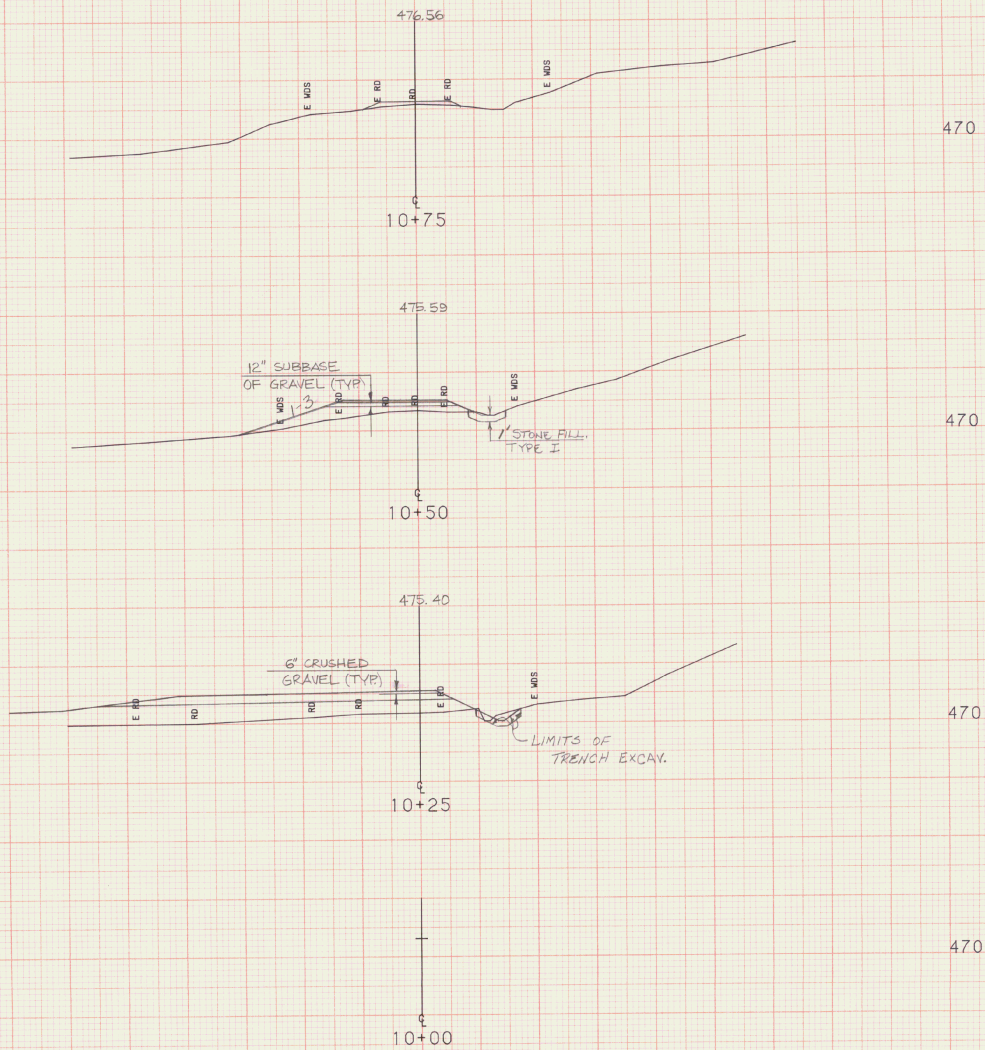 476.56
E WDS
E RD
RD
E RD
E WDS
470
℄
10+75
475.59
12" SUBBASE
OF GRAVEL (TYP)
E WDS
1-3
E RD
RD
RD
E RD
E WDS
1' STONE FILL,
TYPE I
470
℄
10+50
475.40
6" CRUSHED
GRAVEL (TYP)
E RD
RD
RD
RD
E RD
E WDS
470
LIMITS OF
TRENCH EXCAV.
℄
10+25
470
℄
10+00